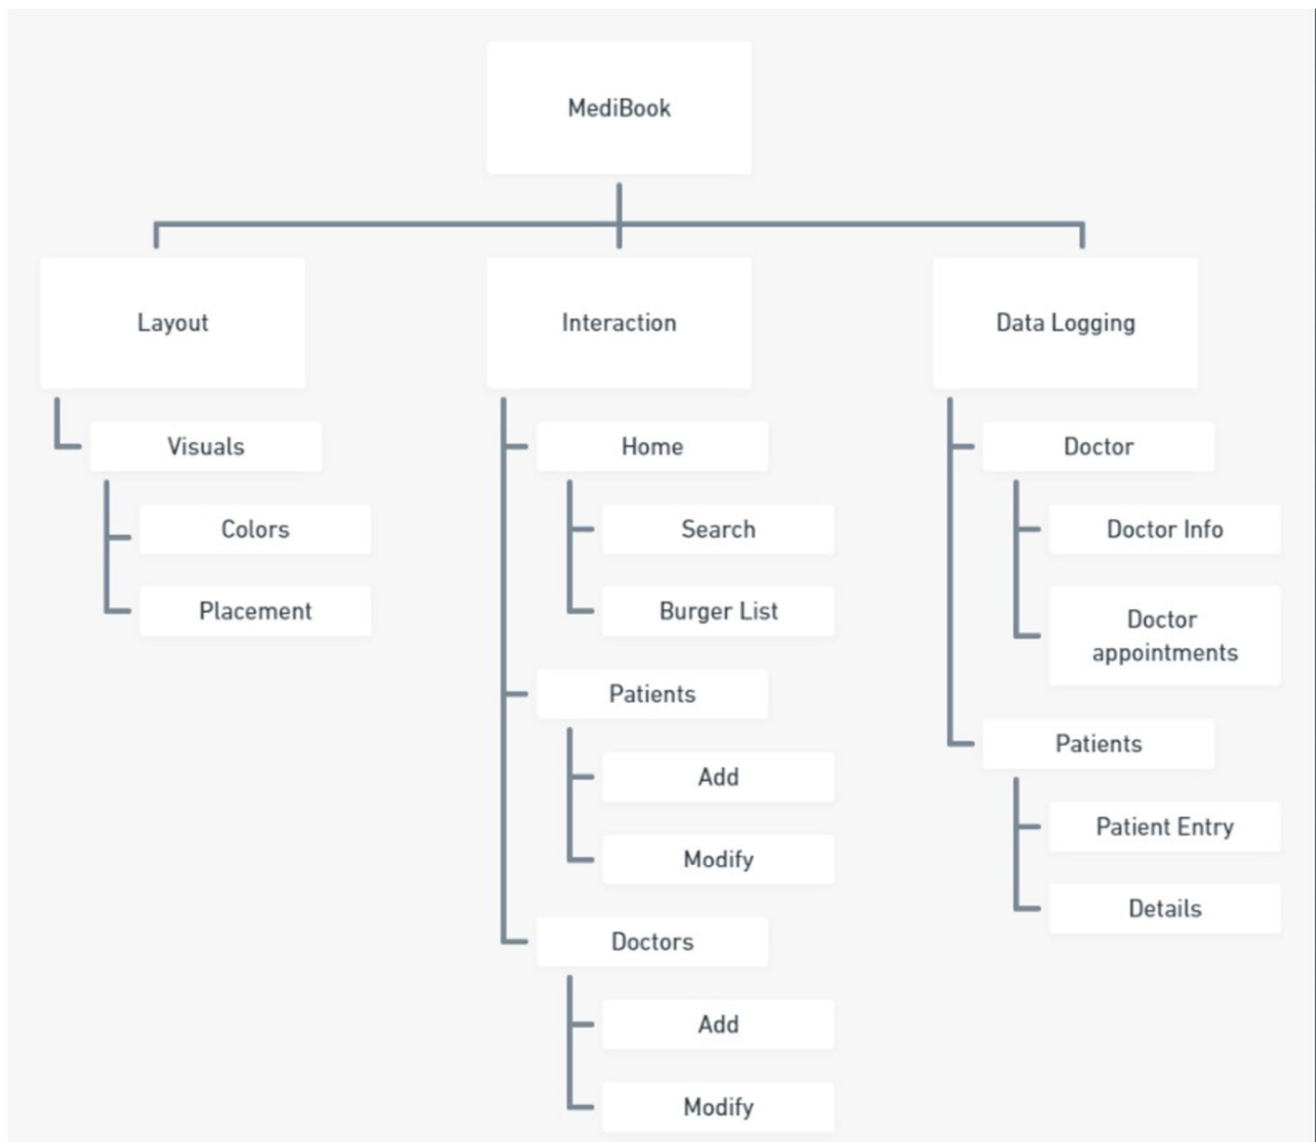 MediBook
Layout
Visuals
Colors
Placement
Interaction
Home
Search
Burger List
Patients
Add
Modify
Doctors
Add
Modify
Data Logging
Doctor
Doctor Info
Doctor
appointments
Patients
Patient Entry
Details